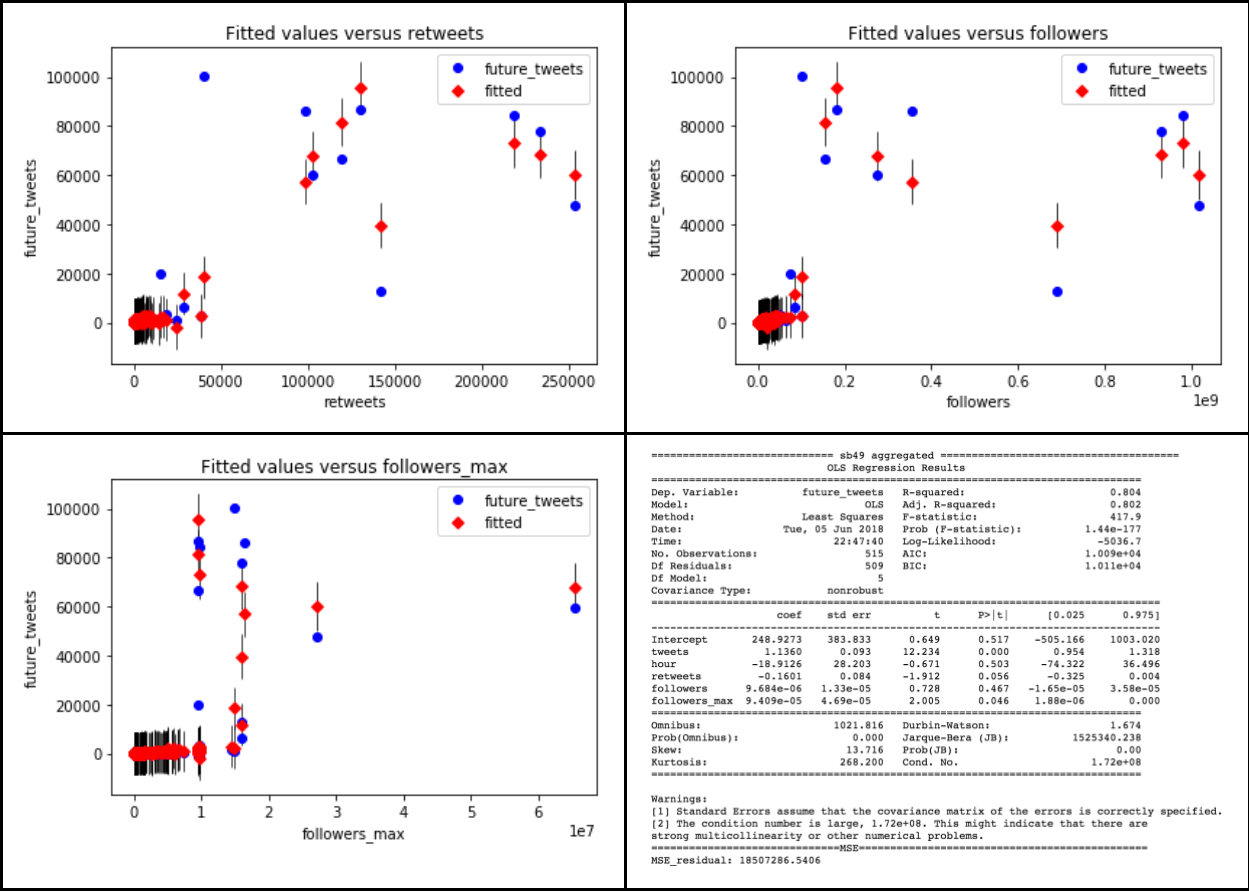 Fitted values versus retweets
100000
80000
60000
40000
20000
0
future_tweets
future_tweets
fitted
0 50000 100000 150000 200000 250000
retweets
Fitted values versus followers
100000
80000
60000
40000
20000
0
future_tweets
future_tweets
fitted
0.0 0.2 0.4 0.6 0.8 1.0
1e9
followers
Fitted values versus followers_max
100000
80000
60000
40000
20000
0
future_tweets
future_tweets
fitted
0 1 2 3 4 5 6
1e7
followers_max
============================= sb49 aggregated ======================================
OLS Regression Results
==============================================================================
Dep. Variable: future_tweets R-squared: 0.804
Model: OLS Adj. R-squared: 0.802
Method: Least Squares F-statistic: 417.9
Date: Tue, 05 Jun 2018 Prob (F-statistic): 1.44e-177
Time: 22:47:40 Log-Likelihood: -5036.7
No. Observations: 515 AIC: 1.009e+04
Df Residuals: 509 BIC: 1.011e+04
Df Model: 5
Covariance Type: nonrobust
=================================================================================
coef std err t P>|t| [0.025 0.975]
---------------------------------------------------------------------------------
Intercept 248.9273 383.833 0.649 0.517 -505.166 1003.020
tweets 1.1360 0.093 12.234 0.000 0.954 1.318
hour -18.9126 28.203 -0.671 0.503 -74.322 36.496
retweets -0.1601 0.084 -1.912 0.056 -0.325 0.004
followers 9.684e-06 1.33e-05 0.728 0.467 -1.65e-05 3.58e-05
followers_max 9.409e-05 4.69e-05 2.005 0.046 1.88e-06 0.000
==============================================================================
Omnibus: 1021.816 Durbin-Watson: 1.674
Prob(Omnibus): 0.000 Jarque-Bera (JB): 1525340.238
Skew: 13.716 Prob(JB): 0.00
Kurtosis: 268.200 Cond. No. 1.72e+08
==============================================================================
Warnings:
[1] Standard Errors assume that the covariance matrix of the errors is correctly specified.
[2] The condition number is large, 1.72e+08. This might indicate that there are
strong multicollinearity or other numerical problems.
==============================MSE==============================================
MSE_residual: 18507286.5406